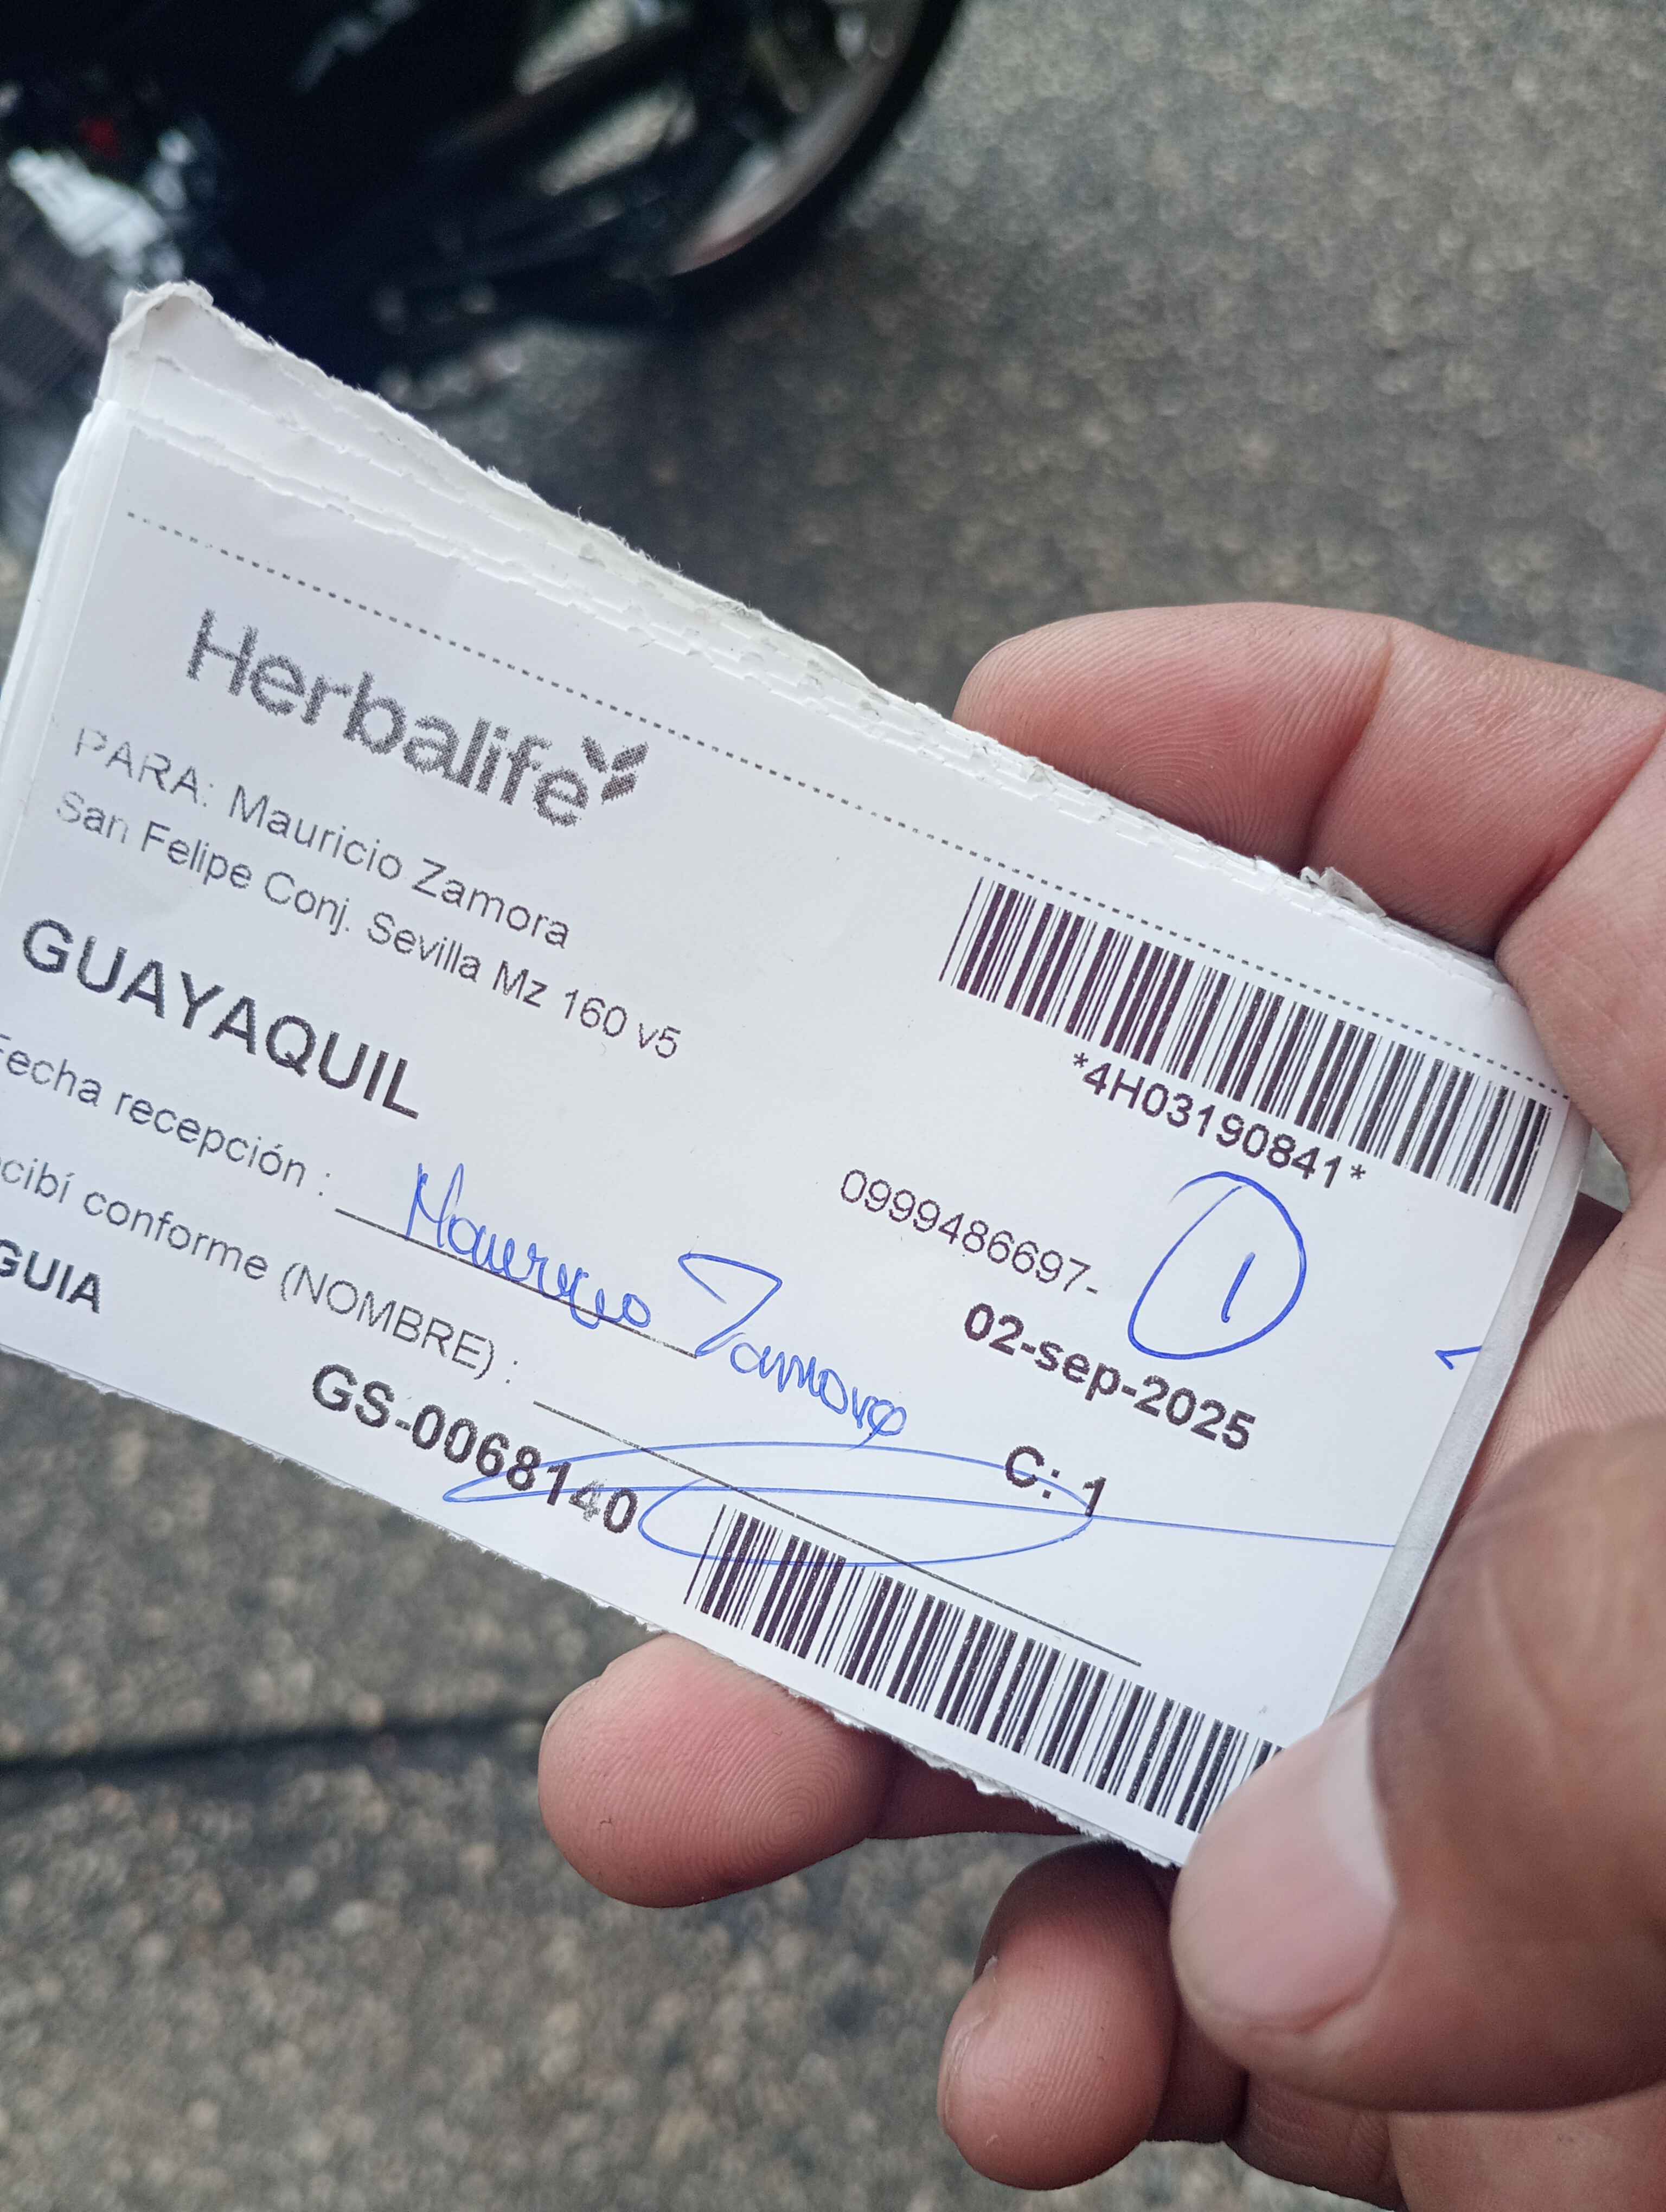 Herbalife
PARA: Mauricio Zamora
San Felipe Conj. Sevilla Mz 160 v5
*4H03190841*
GUAYAQUIL
0999486697-
1
Fecha recepción :
Mauricio Zamora
02-sep-2025
cibí conforme (NOMBRE) :
C: 1
GUIA
GS-0068140